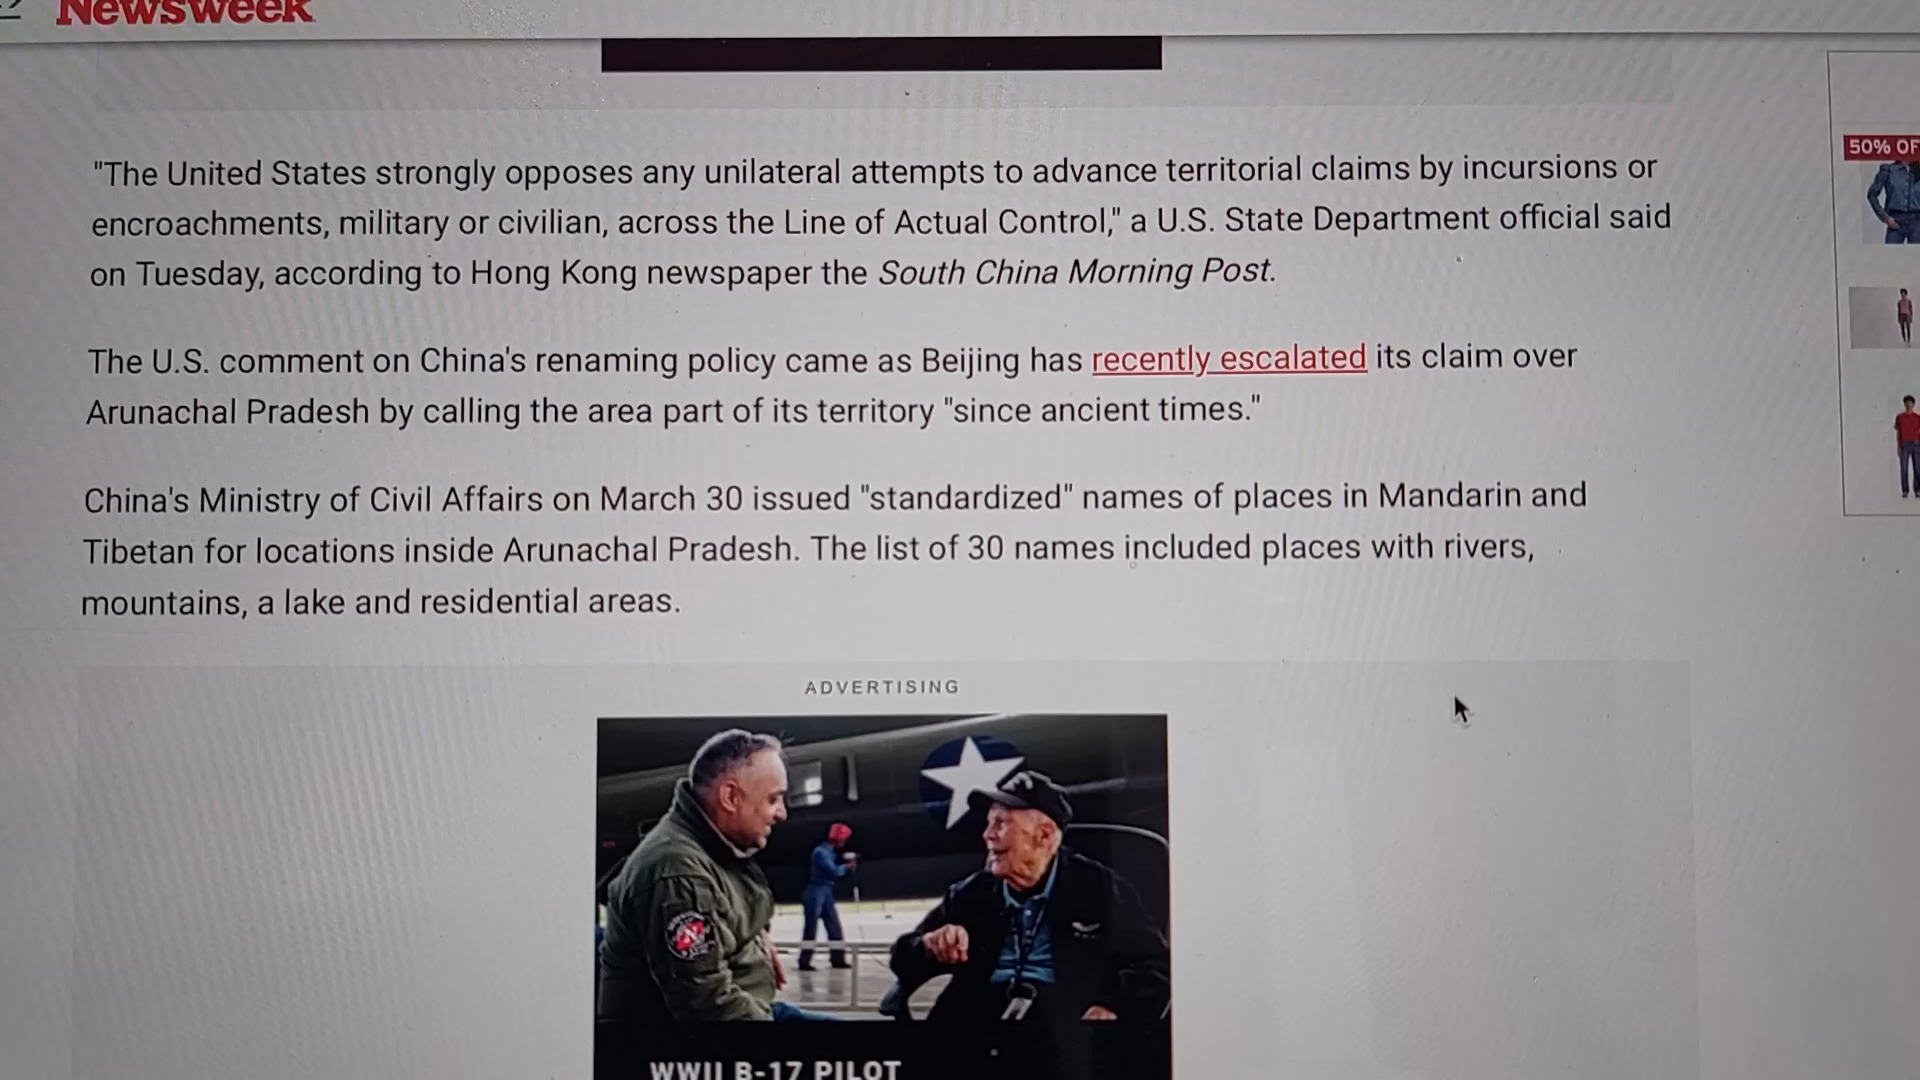 Newsweek
"The United States strongly opposes any unilateral attempts to advance territorial claims by incursions or
encroachments, military or civilian, across the Line of Actual Control," a U.S. State Department official said
on Tuesday, according to Hong Kong newspaper the South China Morning Post.
The U.S. comment on China's renaming policy came as Beijing has recently escalated its claim over
Arunachal Pradesh by calling the area part of its territory "since ancient times."
China's Ministry of Civil Affairs on March 30 issued "standardized" names of places in Mandarin and
Tibetan for locations inside Arunachal Pradesh. The list of 30 names included places with rivers,
mountains, a lake and residential areas.
ADVERTISING
WWII B-17 PILOT
50% OF